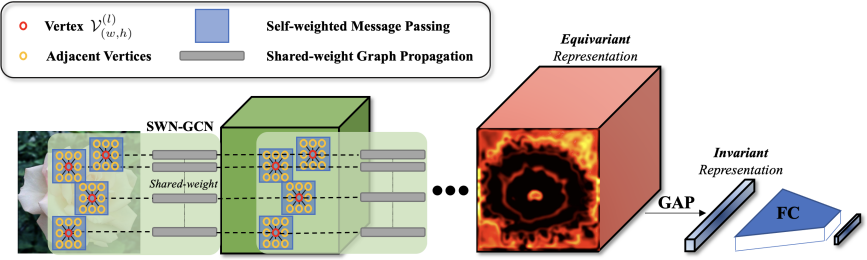 Vertex 𝒱^{(l)}_{(w,h)}
Self-weighted Message Passing
Adjacent Vertices
Shared-weight Graph Propagation
SWN-GCN
Shared-weight
Equivariant
Representation
GAP
Invariant
Representation
FC